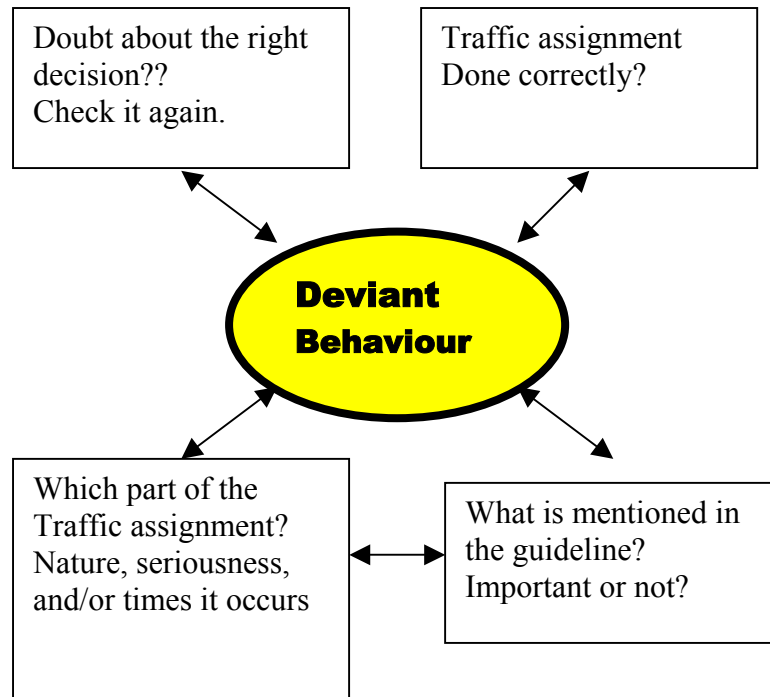 Doubt about the right
decision??
Check it again.
Traffic assignment
Done correctly?
Deviant
Behaviour
Which part of the
Traffic assignment?
Nature, seriousness,
and/or times it occurs
What is mentioned in
the guideline?
Important or not?